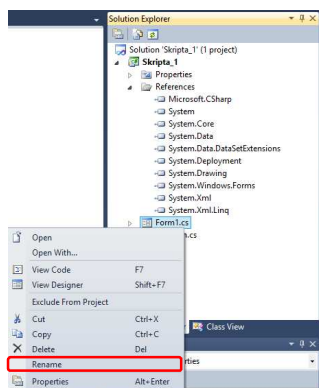 Solution Explorer
Solution 'Skripta_1' (1 project)
Skripta_1
Properties
References
Microsoft.CSharp
System
System.Core
System.Data
System.Data.DataSetExtensions
System.Deployment
System.Drawing
System.Windows.Forms
System.Xml
System.Xml.Linq
Form1.cs
.cs
Open
Open With...
View Code F7
View Designer Shift+F7
Exclude From Project
Cut Ctrl+X
Copy Ctrl+C
Class View
Delete Del
Rename
rties
Properties Alt+Enter